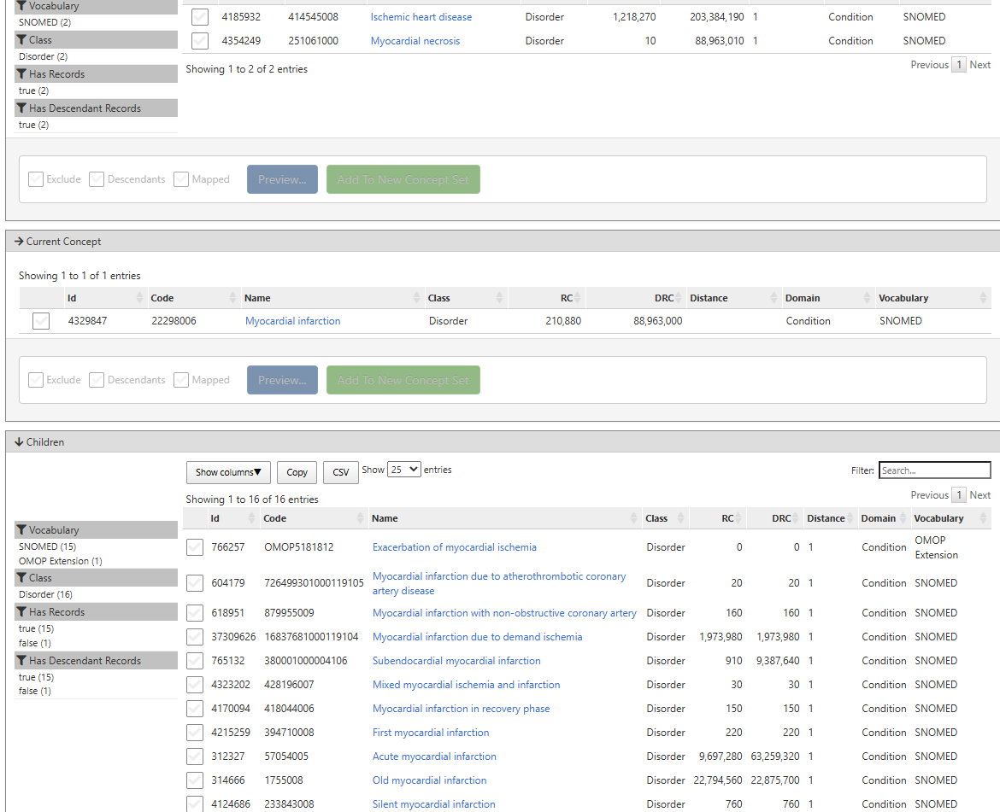 Vocabulary
SNOMED (2)
Class
Disorder (2)
Has Records
true (2)
Has Descendant Records
true (2)
4185932 414545008 Ischemic heart disease Disorder 1,218,270 203,384,190 1 Condition SNOMED
4354249 251061000 Myocardial necrosis Disorder 10 88,963,010 1 Condition SNOMED
Showing 1 to 2 of 2 entries
Previous 1 Next
Exclude Descendants Mapped Preview... Add To New Concept Set
Current Concept
Showing 1 to 1 of 1 entries
Id Code Name Class RC DRC Distance Domain Vocabulary
4329847 22298006 Myocardial infarction Disorder 210,880 88,963,000 Condition SNOMED
Exclude Descendants Mapped Preview... Add To New Concept Set
Children
Show columns▼ Copy CSV Show 25 entries
Filter: Search...
Showing 1 to 16 of 16 entries
Previous 1 Next
Vocabulary
SNOMED (15)
OMOP Extension (1)
Class
Disorder (16)
Has Records
true (15)
false (1)
Has Descendant Records
true (15)
false (1)
Id Code Name Class RC DRC Distance Domain Vocabulary
766257 OMOP5181812 Exacerbation of myocardial ischemia Disorder 0 0 1 Condition OMOP
Extension
604179 726499301000119105 Myocardial infarction due to atherothrombotic coronary
artery disease Disorder 20 20 1 Condition SNOMED
618951 879955009 Myocardial infarction with non-obstructive coronary artery Disorder 160 160 1 Condition SNOMED
37309626 16837681000119104 Myocardial infarction due to demand ischemia Disorder 1,973,980 1,973,980 1 Condition SNOMED
765132 380001000004106 Subendocardial myocardial infarction Disorder 910 9,387,640 1 Condition SNOMED
4323202 428196007 Mixed myocardial ischemia and infarction Disorder 30 30 1 Condition SNOMED
4170094 418044006 Myocardial infarction in recovery phase Disorder 150 150 1 Condition SNOMED
4215259 394710008 First myocardial infarction Disorder 220 220 1 Condition SNOMED
312327 57054005 Acute myocardial infarction Disorder 9,697,280 63,259,320 1 Condition SNOMED
314666 1755008 Old myocardial infarction Disorder 22,794,560 22,875,700 1 Condition SNOMED
4124686 233843008 Silent myocardial infarction Disorder 760 760 1 Condition SNOMED